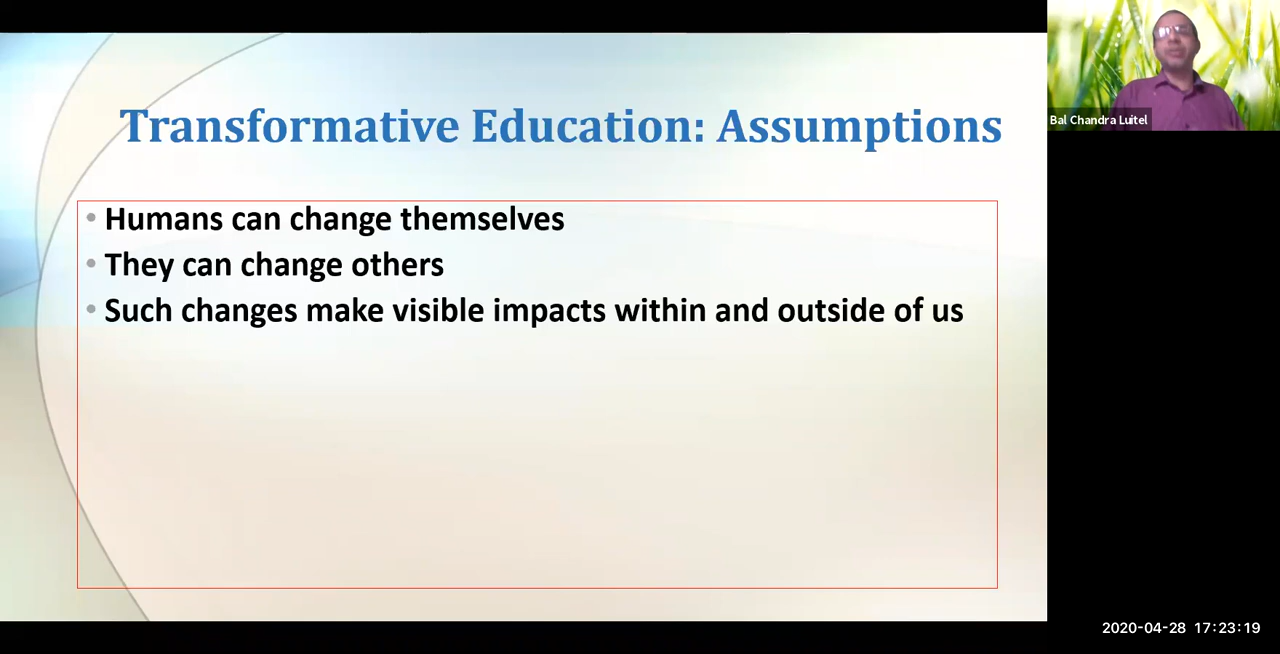 Transformative Education: Assumptions
• Humans can change themselves
• They can change others
• Such changes make visible impacts within and outside of us
Bal Chandra Luitel
2020-04-28 17:23:19